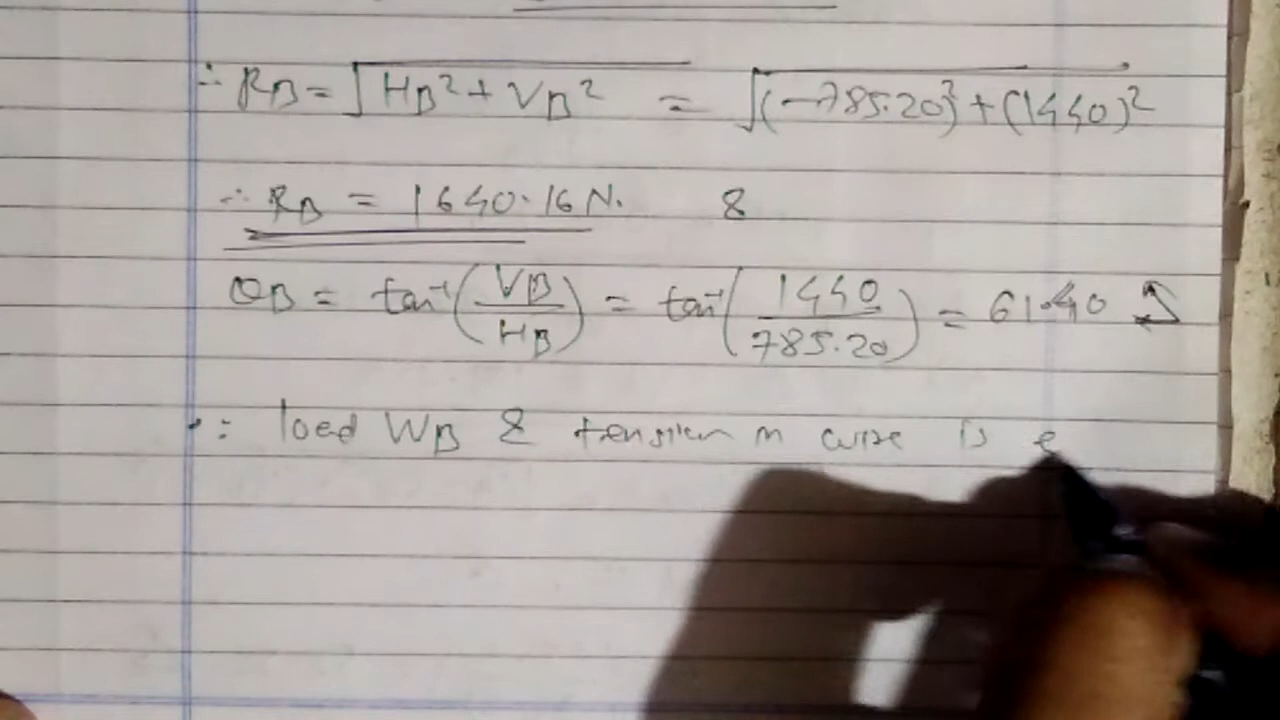 ∴ RB = √HB² + VB² = √(-785.20)² + (1440)²
∴ RB = 1640.16 N. &
θB = tan⁻¹(VB/HB) = tan⁻¹(1440/785.20) = 61.40
∴ load WB & tension in wire is e